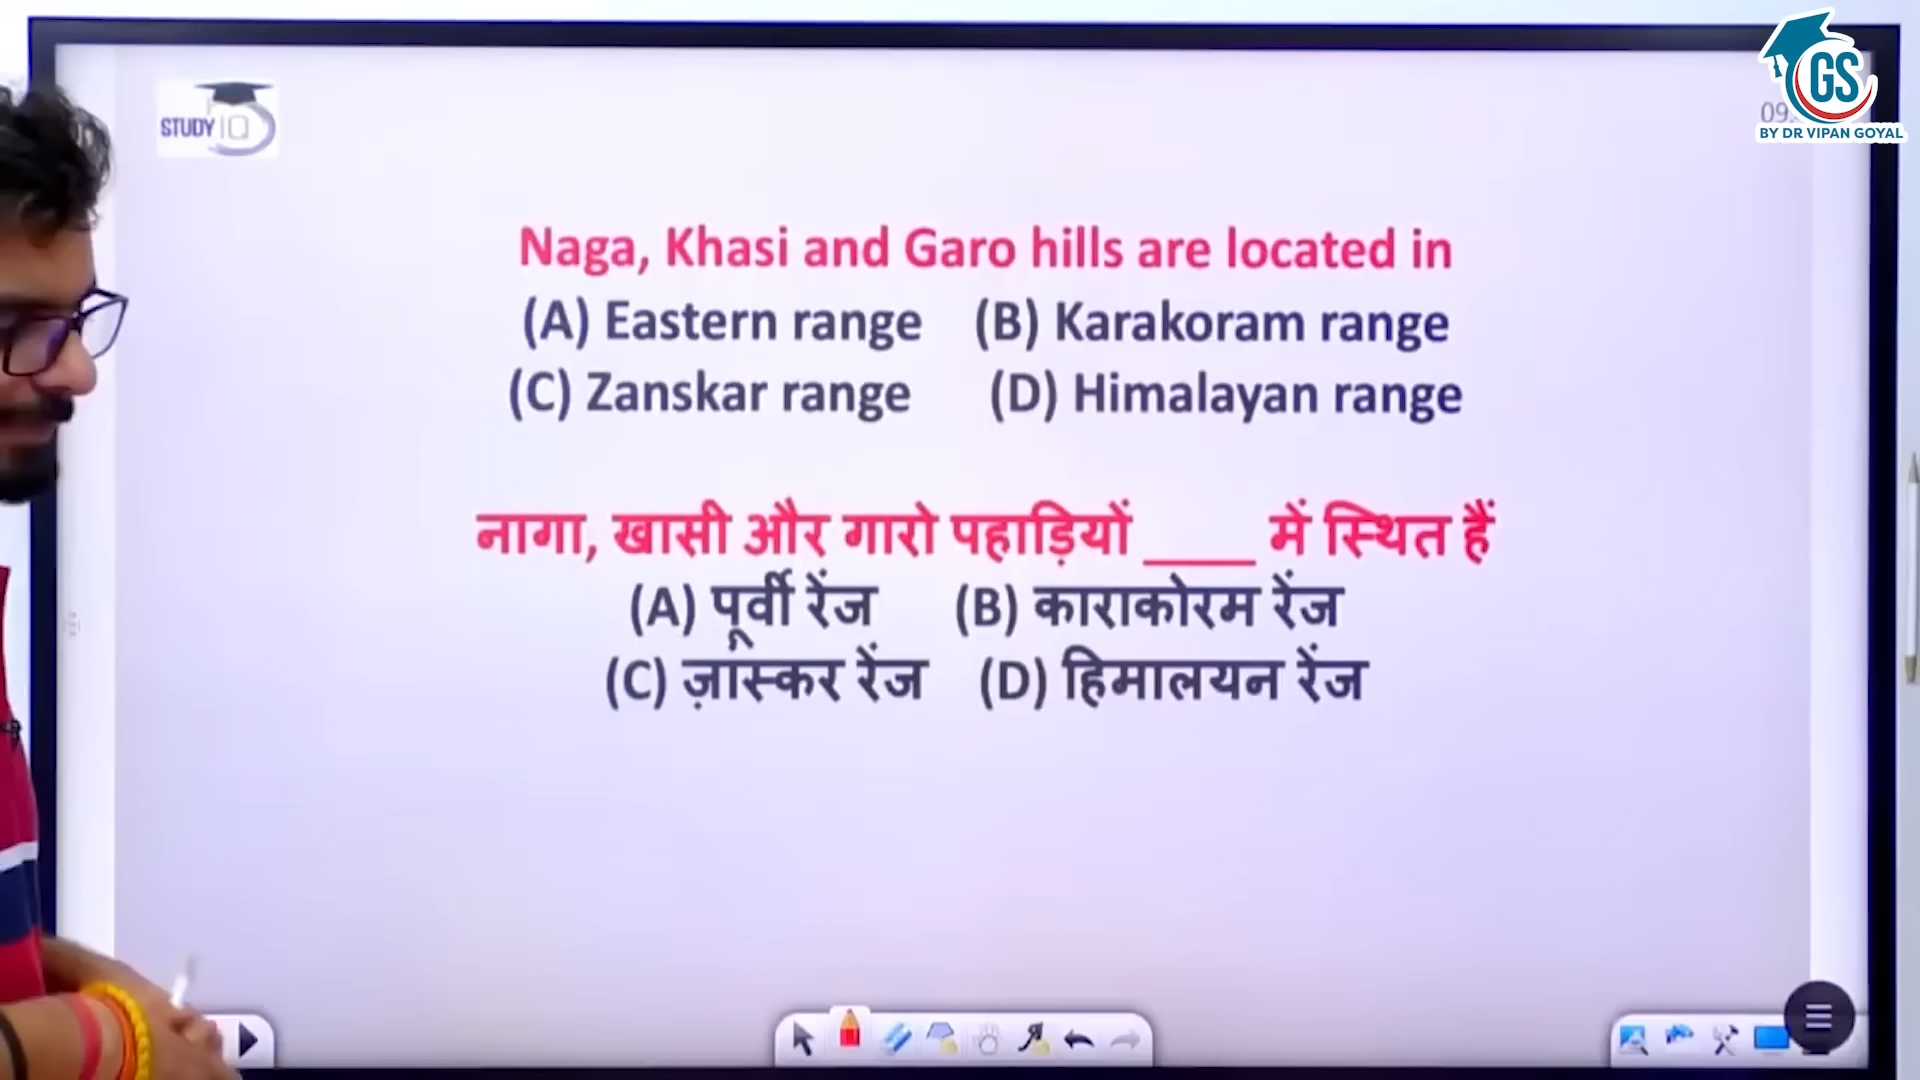 STUDY IQ
GS
09.
BY DR VIPAN GOYAL
Naga, Khasi and Garo hills are located in
(A) Eastern range (B) Karakoram range
(C) Zanskar range (D) Himalayan range
नागा, खासी और गारो पहाड़ियों ____ में स्थित हैं
(A) पूर्वी रेंज (B) काराकोरम रेंज
(C) ज़ांस्कर रेंज (D) हिमालयन रेंज